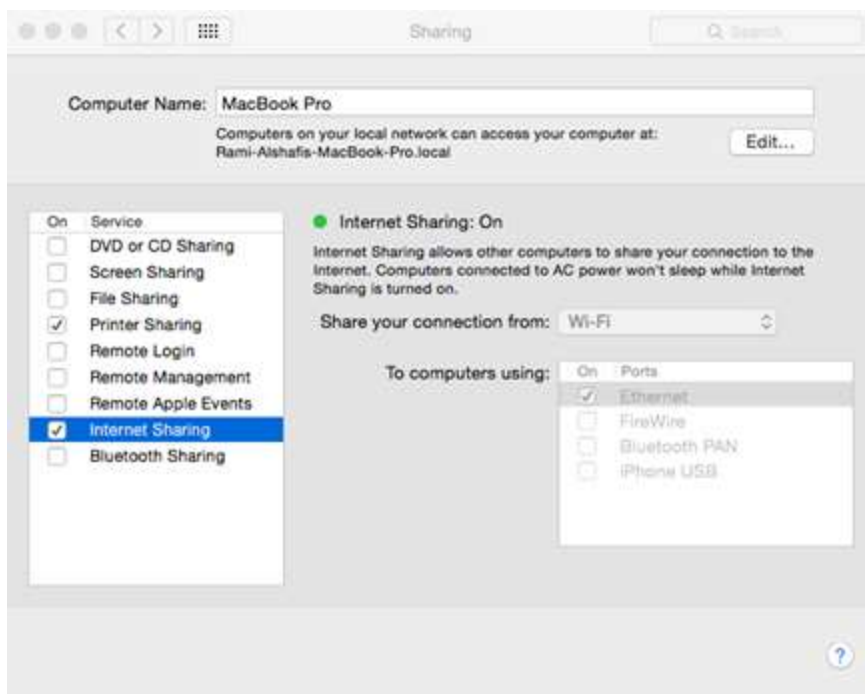 Sharing
Search
Computer Name: MacBook Pro
Computers on your local network can access your computer at:
Rami-Alshafis-MacBook-Pro.local
Edit...
On Service
DVD or CD Sharing
Screen Sharing
File Sharing
Printer Sharing
Remote Login
Remote Management
Remote Apple Events
Internet Sharing
Bluetooth Sharing
Internet Sharing: On
Internet Sharing allows other computers to share your connection to the
Internet. Computers connected to AC power won't sleep while Internet
Sharing is turned on.
Share your connection from: Wi-Fi
To computers using:
On Ports
Ethernet
FireWire
Bluetooth PAN
iPhone USB
?